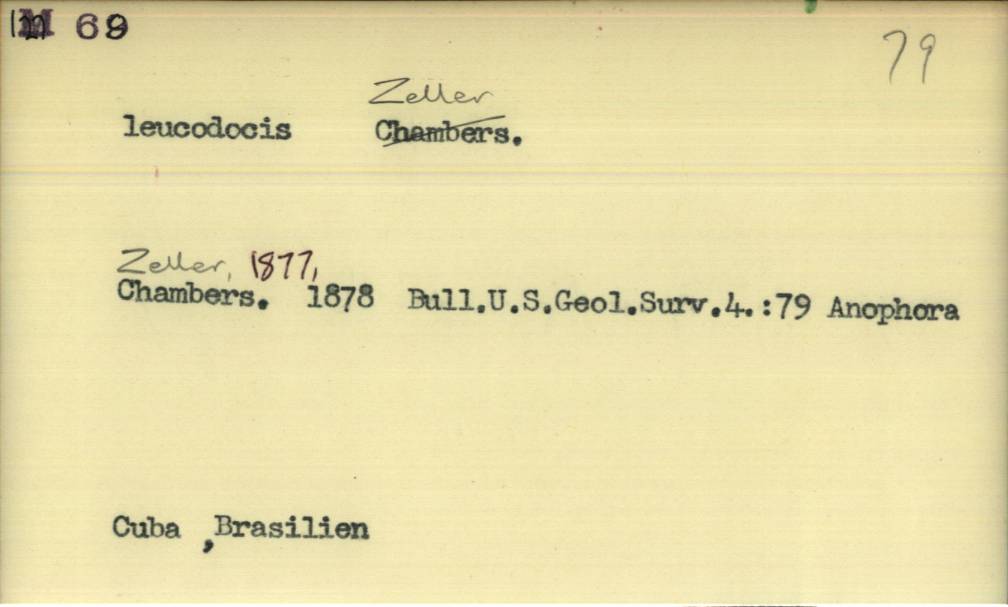 M 69
79
Zeller
leucodocis Chambers.
Zeller, 1877,
Chambers. 1878 Bull.U.S.Geol.Surv.4.:79 Anophora
Cuba ,Brasilien